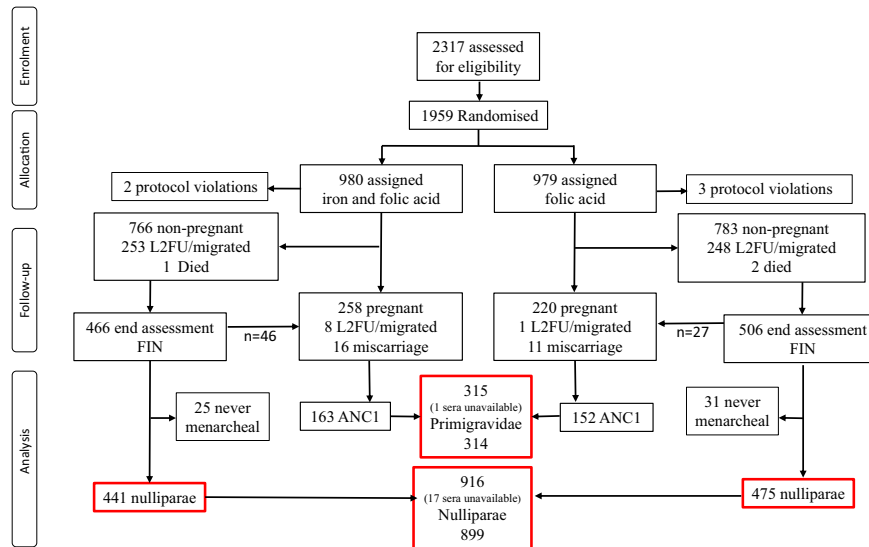 Enrolment
2317 assessed
for eligibility
1959 Randomised
Allocation
2 protocol violations
980 assigned
iron and folic acid
979 assigned
folic acid
3 protocol violations
Follow-up
766 non-pregnant
253 L2FU/migrated
1 Died
783 non-pregnant
248 L2FU/migrated
2 died
466 end assessment
FIN
n=46
258 pregnant
8 L2FU/migrated
16 miscarriage
220 pregnant
1 L2FU/migrated
11 miscarriage
n=27
506 end assessment
FIN
Analysis
25 never
menarcheal
163 ANC1
315
(1 sera unavailable)
Primigravidae
314
152 ANC1
31 never
menarcheal
441 nulliparae
916
(17 sera unavailable)
Nulliparae
899
475 nulliparae